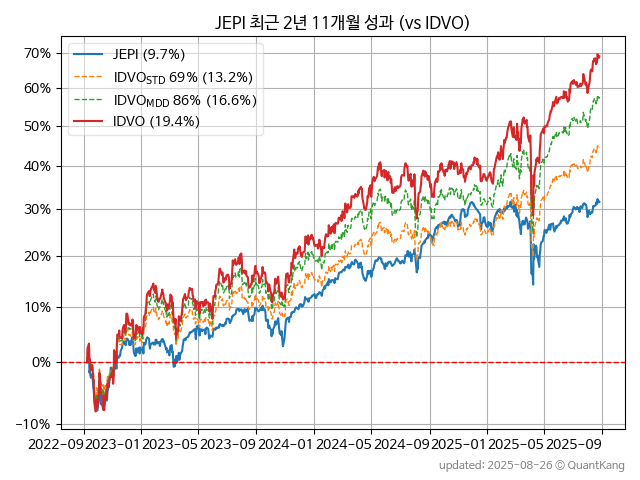 JEPI 최근 2년 11개월 성과 (vs IDVO)
JEPI (9.7%)
IDVO_STD 69% (13.2%)
IDVO_MDD 86% (16.6%)
IDVO (19.4%)
70%
60%
50%
40%
30%
20%
10%
0%
−10%
2022-09 2023-01 2023-05 2023-09 2024-01 2024-05 2024-09 2025-01 2025-05 2025-09
updated: 2025-08-26 © QuantKang